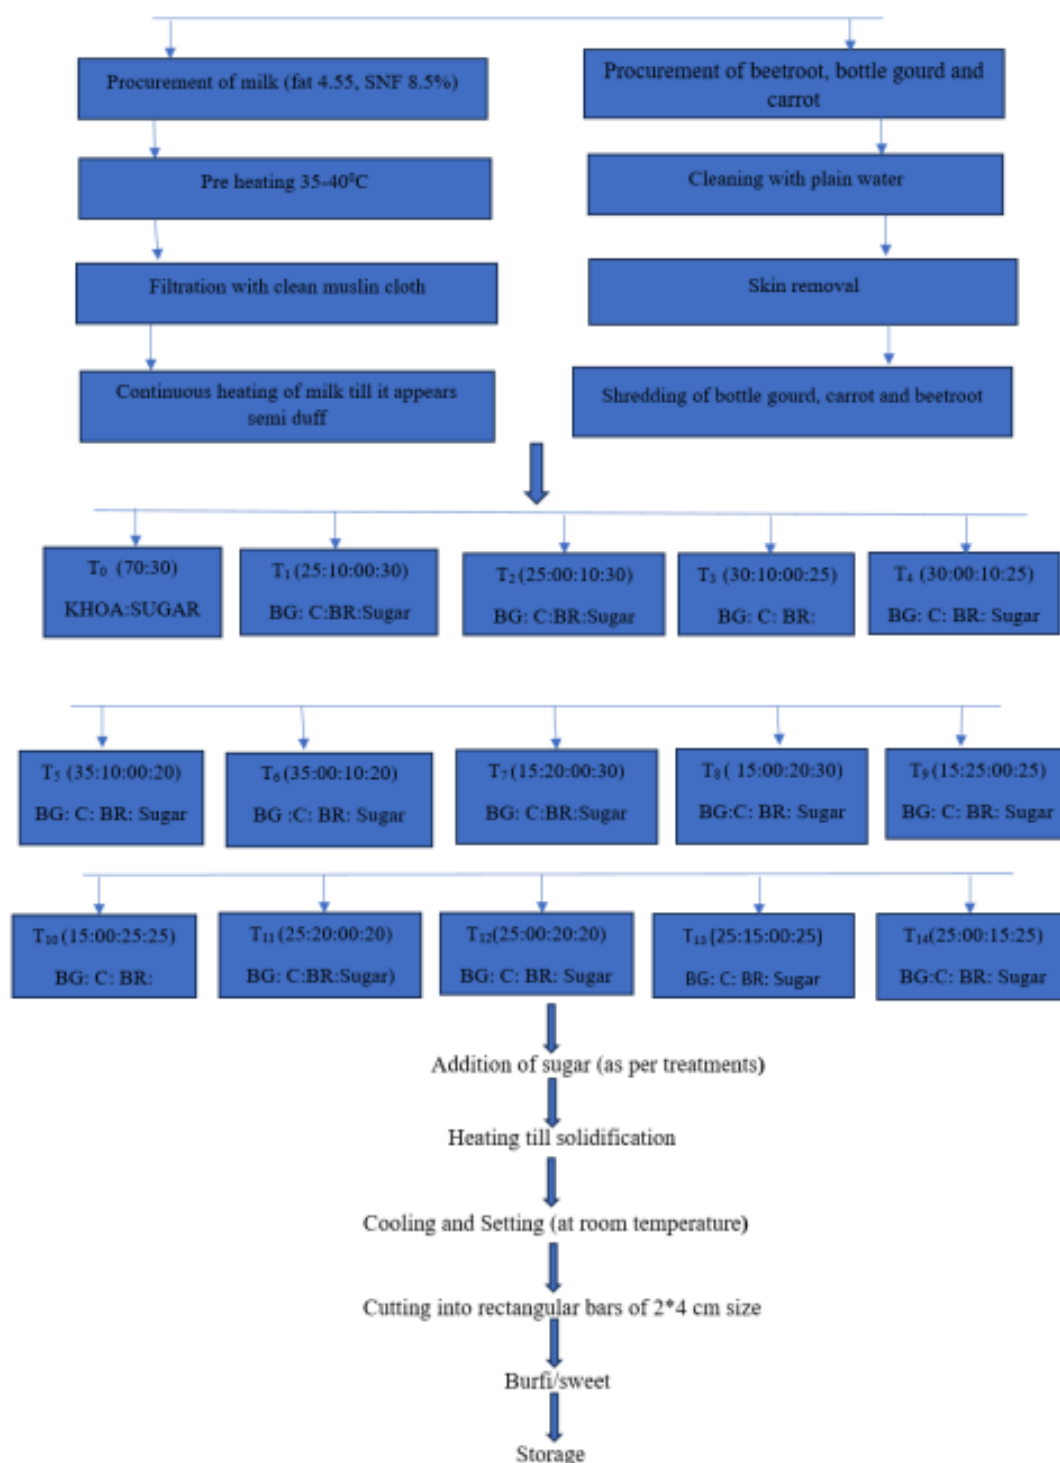 Procurement of milk (fat 4.55, SNF 8.5%)
Procurement of beetroot, bottle gourd and
carrot
Pre heating 35-40⁰C
Cleaning with plain water
Filtration with clean muslin cloth
Skin removal
Continuous heating of milk till it appears
semi duff
Shredding of bottle gourd, carrot and beetroot
T₀ (70:30)
KHOA:SUGAR
T₁ (25:10:00:30)
BG: C:BR:Sugar
T₂ (25:00:10:30)
BG: C:BR:Sugar
T₃ (30:10:00:25)
BG: C: BR:
T₄ (30:00:10:25)
BG: C: BR: Sugar
T₅ (35:10:00:20)
BG: C: BR: Sugar
T₆ (35:00:10:20)
BG :C: BR: Sugar
T₇ (15:20:00:30)
BG: C:BR:Sugar
T₈ ( 15:00:20:30)
BG:C: BR: Sugar
T₉ (15:25:00:25)
BG: C: BR: Sugar
T₁₀ (15:00:25:25)
BG: C: BR:
T₁₁ (25:20:00:20)
BG: C:BR:Sugar)
T₁₂(25:00:20:20)
BG: C: BR: Sugar
T₁₃ (25:15:00:25)
BG: C: BR: Sugar
T₁₄(25:00:15:25)
BG:C: BR: Sugar
Addition of sugar (as per treatments)
Heating till solidification
Cooling and Setting (at room temperature)
Cutting into rectangular bars of 2*4 cm size
Burfi/sweet
Storage